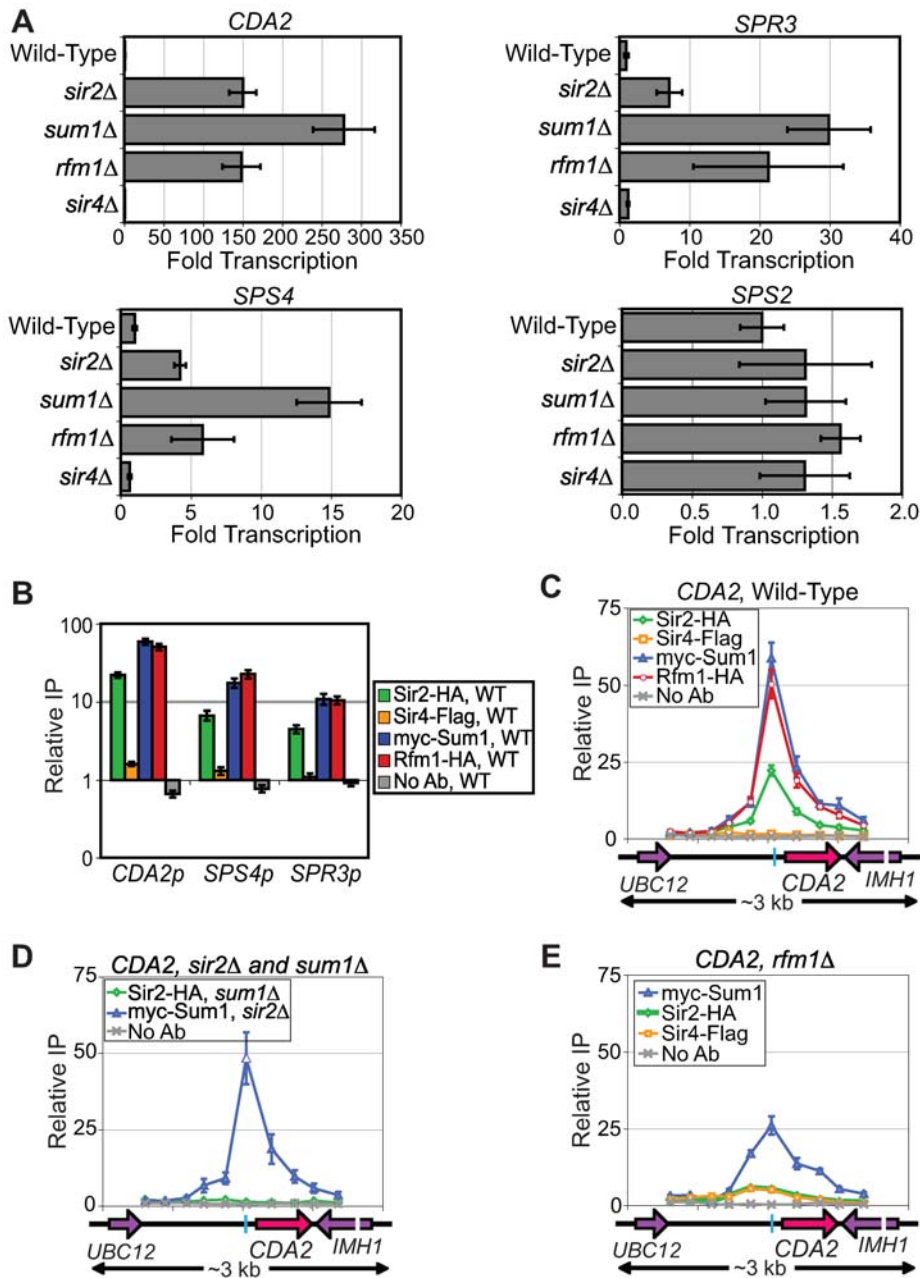 A
CDA2
Wild-Type
sir2Δ
sum1Δ
rfm1Δ
sir4Δ
0 50 100 150 200 250 300 350
Fold Transcription
SPR3
Wild-Type
sir2Δ
sum1Δ
rfm1Δ
sir4Δ
0 10 20 30 40
Fold Transcription
SPS4
Wild-Type
sir2Δ
sum1Δ
rfm1Δ
sir4Δ
0 5 10 15 20
Fold Transcription
SPS2
Wild-Type
sir2Δ
sum1Δ
rfm1Δ
sir4Δ
0.0 0.5 1.0 1.5 2.0
Fold Transcription
B
Relative IP
100
10
1
0
CDA2p SPS4p SPR3p
Sir2-HA, WT
Sir4-Flag, WT
myc-Sum1, WT
Rfm1-HA, WT
No Ab, WT
C
CDA2, Wild-Type
Relative IP
75
50
25
0
Sir2-HA
Sir4-Flag
myc-Sum1
Rfm1-HA
No Ab
UBC12 CDA2 IMH1
~3 kb
D
CDA2, sir2Δ and sum1Δ
Relative IP
75
50
25
0
Sir2-HA, sum1Δ
myc-Sum1, sir2Δ
No Ab
UBC12 CDA2 IMH1
~3 kb
E
CDA2, rfm1Δ
Relative IP
75
50
25
0
myc-Sum1
Sir2-HA
Sir4-Flag
No Ab
UBC12 CDA2 IMH1
~3 kb